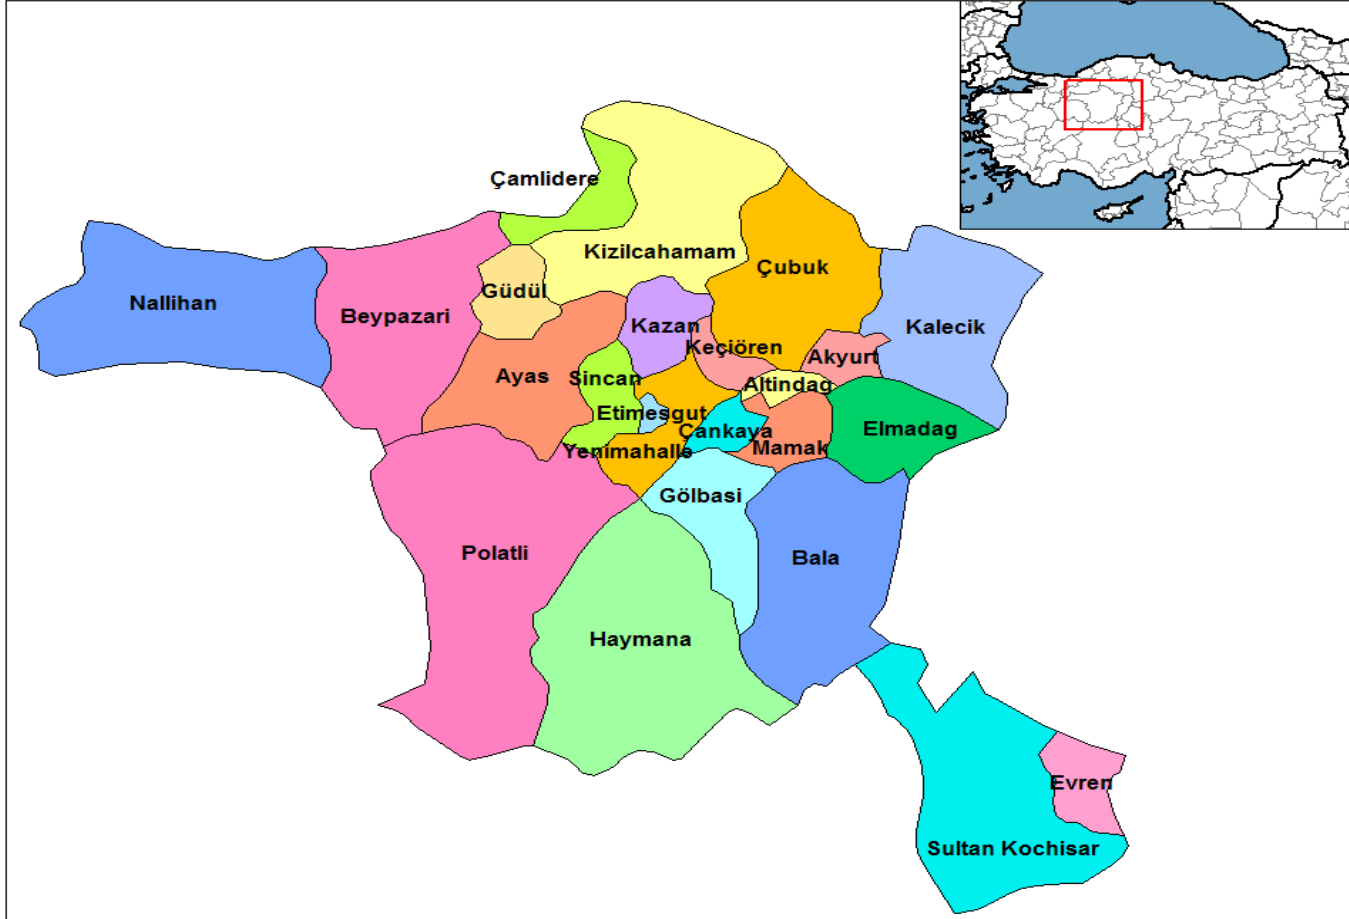 Çamlidere
Kizilcahamam
Çubuk
Güdül
Nallihan
Beypazari
Kazan
Kalecik
Keçiören
Akyurt
Ayas
Sincan
Altindag
Etimesgut
Çankaya
Elmadag
Yenimahalle
Mamak
Gölbasi
Polatli
Bala
Haymana
Evren
Sultan Kochisar